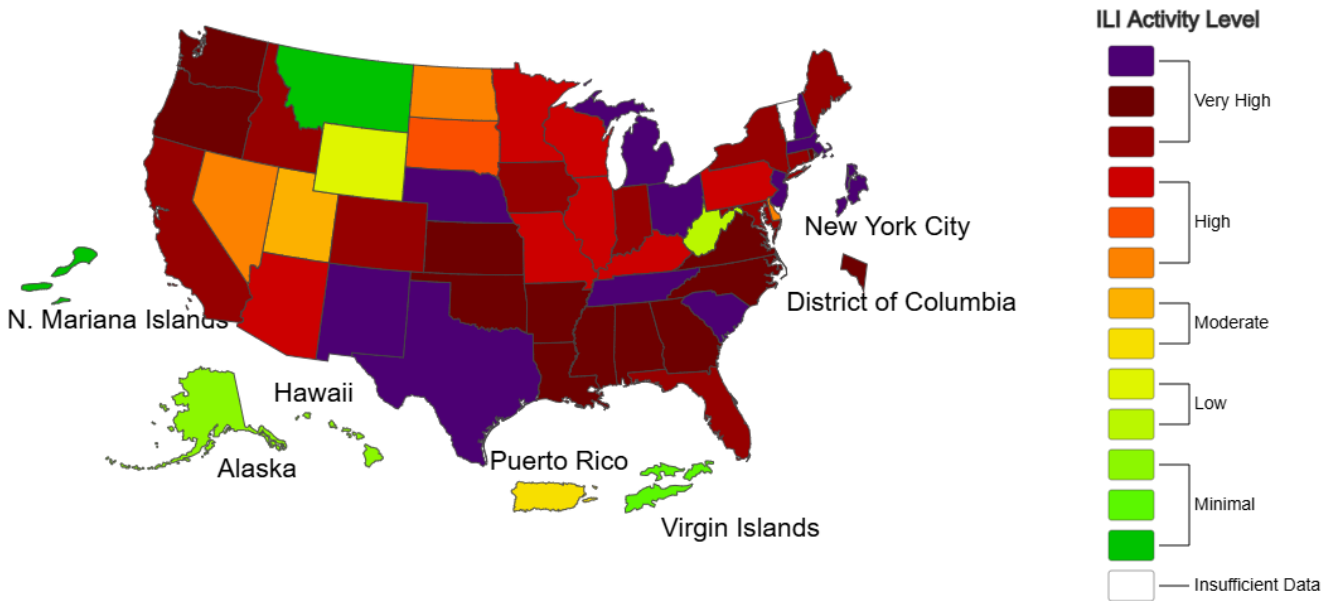 ILI Activity Level
Very High
High
Moderate
Low
Minimal
Insufficient Data
New York City
District of Columbia
N. Mariana Islands
Hawaii
Alaska
Puerto Rico
Virgin Islands